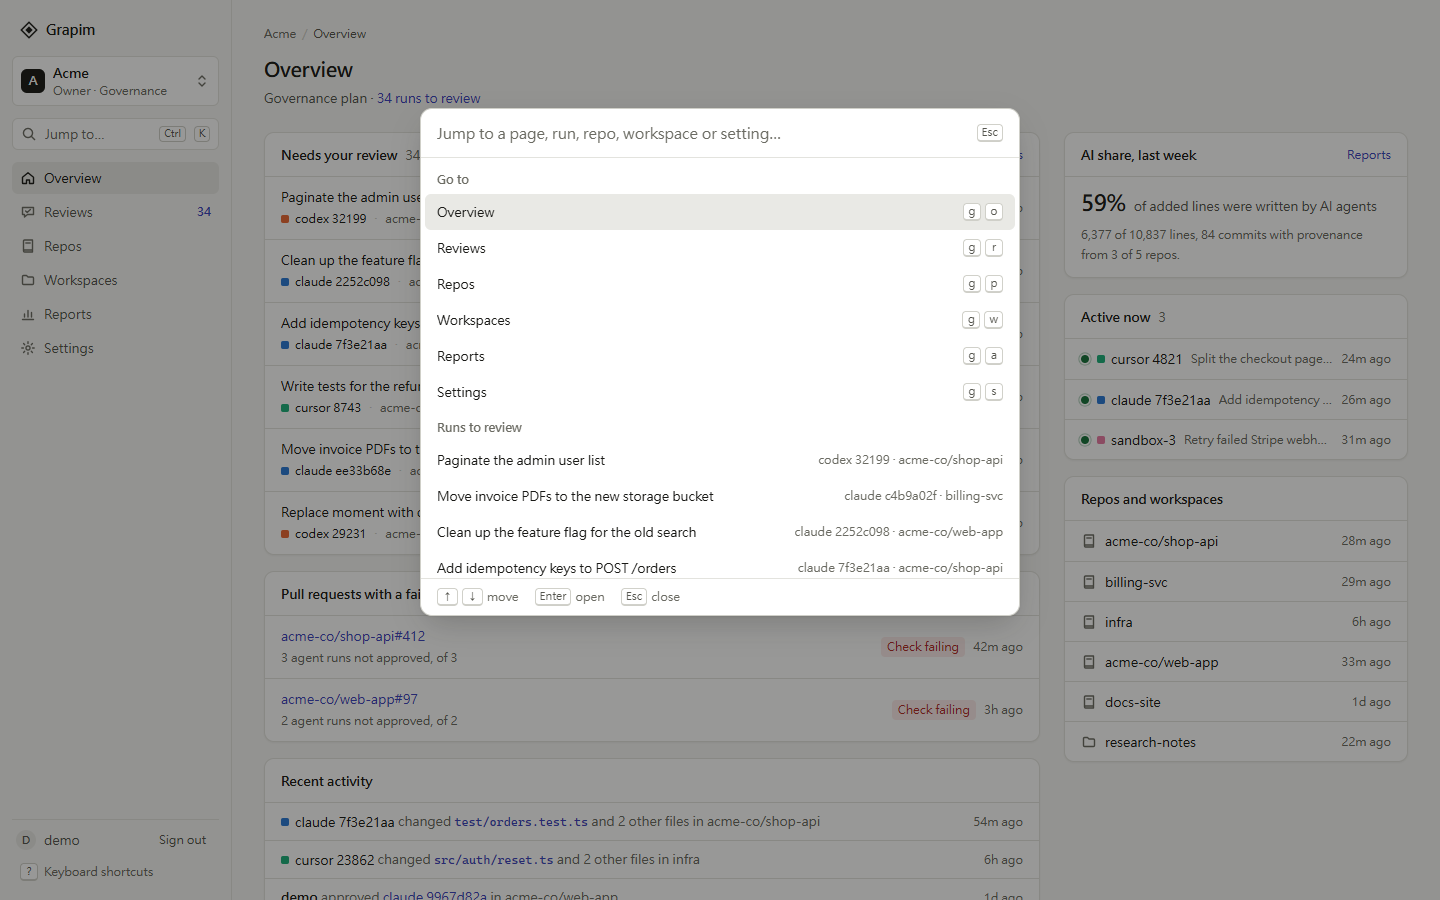 Grapim
A
Acme
Owner · Governance
Jump to...
Ctrl K
Overview
Reviews 34
Repos
Workspaces
Reports
Settings
D demo Sign out
? Keyboard shortcuts
Acme / Overview
Overview
Governance plan · 34 runs to review
Needs your review 34
Paginate the admin use
codex 32199 · acme-
Clean up the feature fla
claude 2252c098 · ac
Add idempotency keys
claude 7f3e21aa · ac
Write tests for the refu
cursor 8743 · acme-c
Move invoice PDFs to t
claude ee33b68e · ac
Replace moment with
codex 29231 · acme-
Jump to a page, run, repo, workspace or setting... Esc
Go to
Overview g o
Reviews g r
Repos g p
Workspaces g w
Reports g a
Settings g s
Runs to review
Paginate the admin user list codex 32199 · acme-co/shop-api
Move invoice PDFs to the new storage bucket claude c4b9a02f · billing-svc
Clean up the feature flag for the old search claude 2252c098 · acme-co/web-app
Add idempotency keys to POST /orders claude 7f3e21aa · acme-co/shop-api
↑ ↓ move Enter open Esc close
Pull requests with a fai
acme-co/shop-api#412
3 agent runs not approved, of 3
Check failing 42m ago
acme-co/web-app#97
2 agent runs not approved, of 2
Check failing 3h ago
Recent activity
claude 7f3e21aa changed test/orders.test.ts and 2 other files in acme-co/shop-api 54m ago
cursor 23862 changed src/auth/reset.ts and 2 other files in infra 6h ago
demo approved claude 9967d82a in acme-co/web-app 1d ago
AI share, last week Reports
59% of added lines were written by AI agents
6,377 of 10,837 lines, 84 commits with provenance
from 3 of 5 repos.
Active now 3
cursor 4821 Split the checkout page... 24m ago
claude 7f3e21aa Add idempotency ... 26m ago
sandbox-3 Retry failed Stripe webh... 31m ago
Repos and workspaces
acme-co/shop-api 28m ago
billing-svc 29m ago
infra 6h ago
acme-co/web-app 33m ago
docs-site 1d ago
research-notes 22m ago